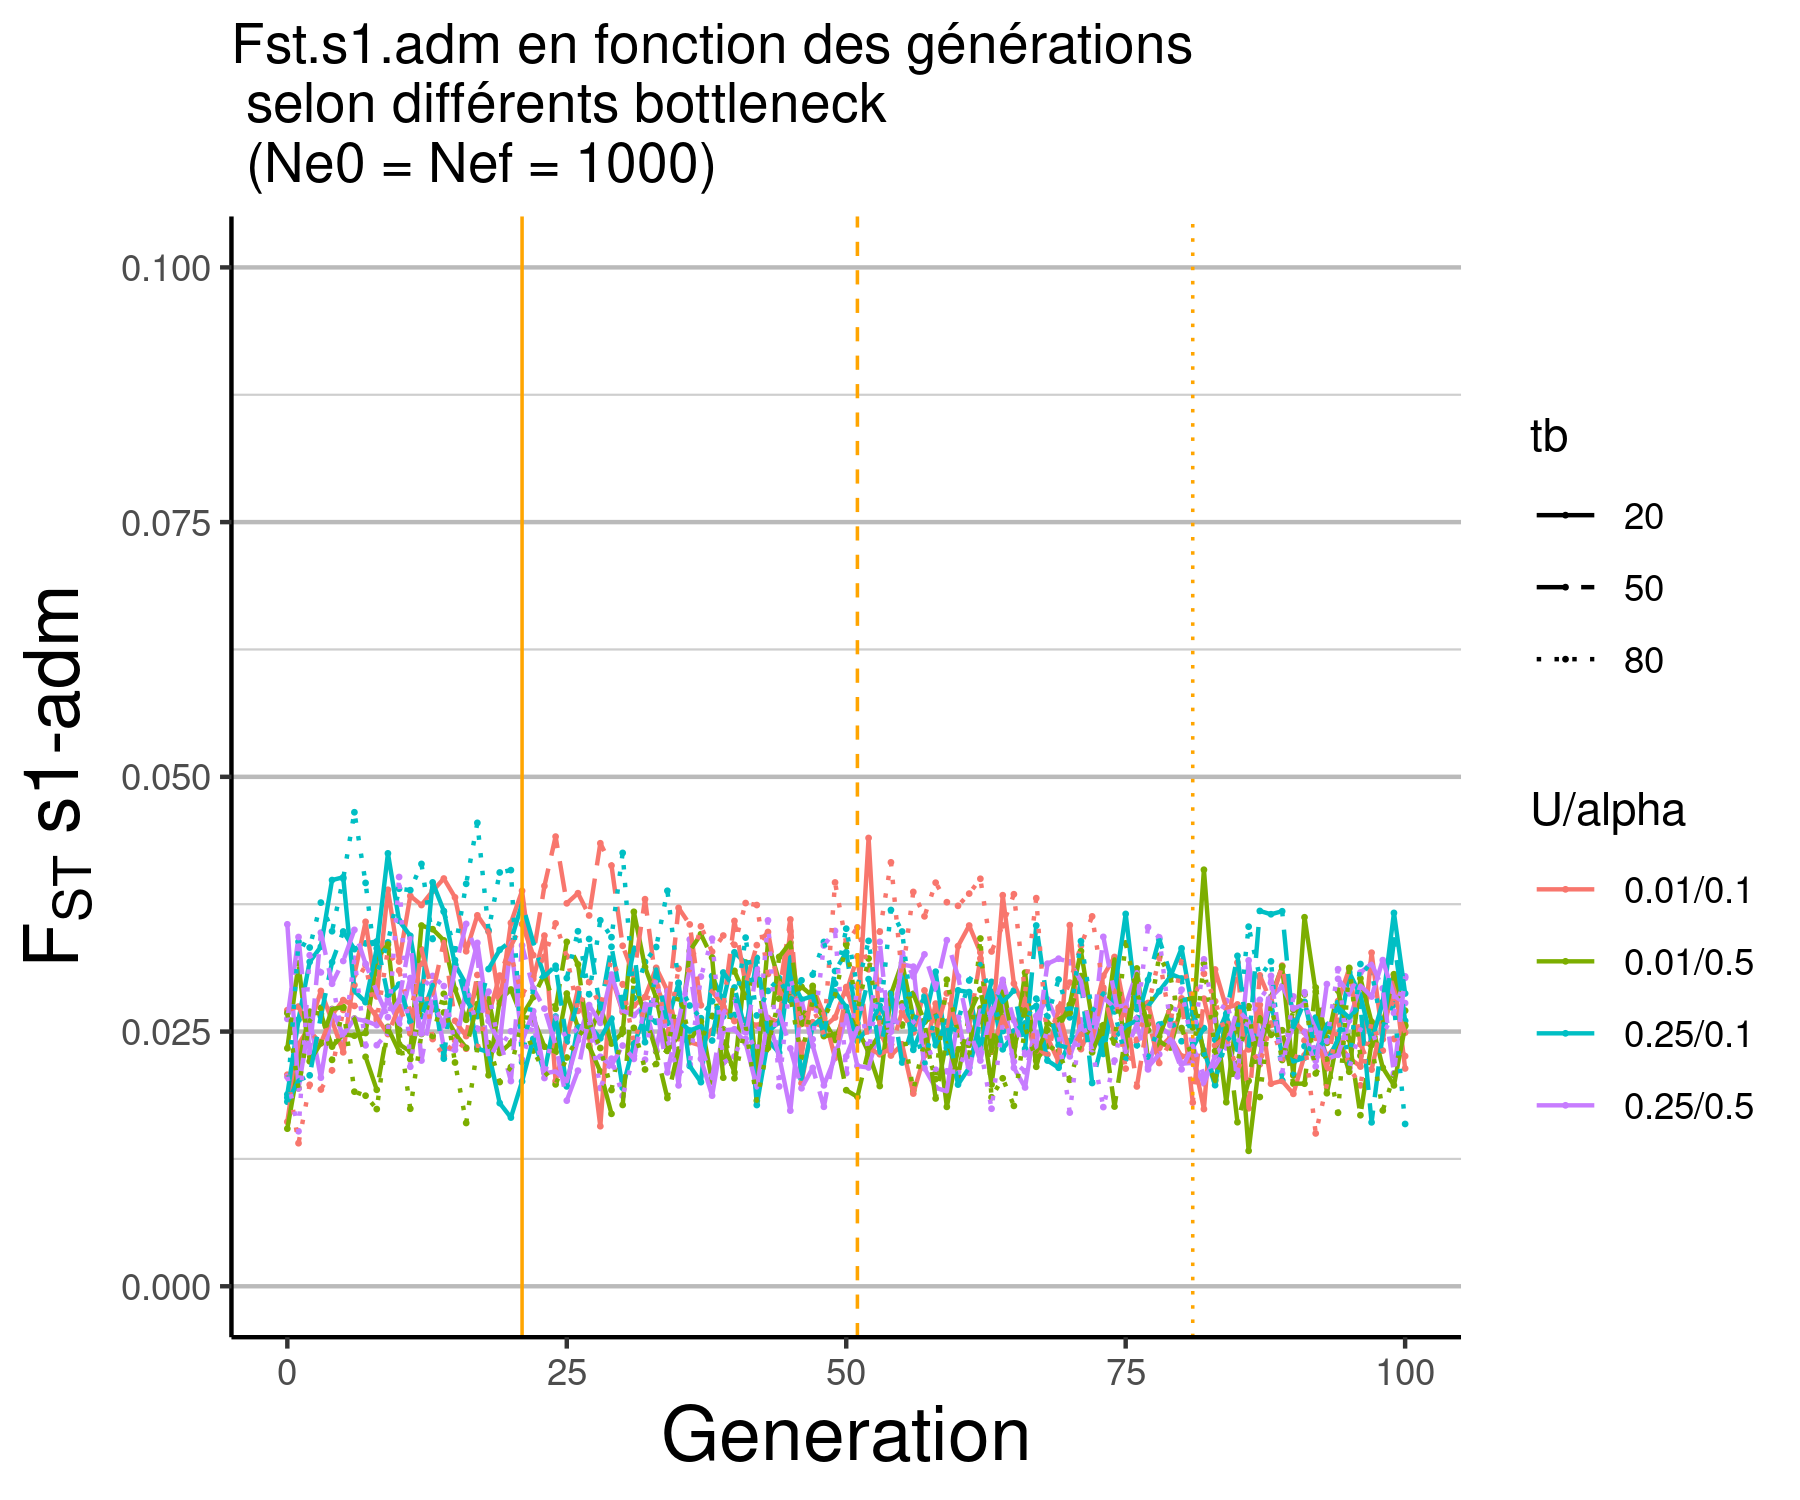 Fst.s1.adm en fonction des générations
selon différents bottleneck
(Ne0 = Nef = 1000)
FST s1-adm
0.100
0.075
0.050
0.025
0.000
0 25 50 75 100
Generation
tb
20
50
80
U/alpha
0.01/0.1
0.01/0.5
0.25/0.1
0.25/0.5